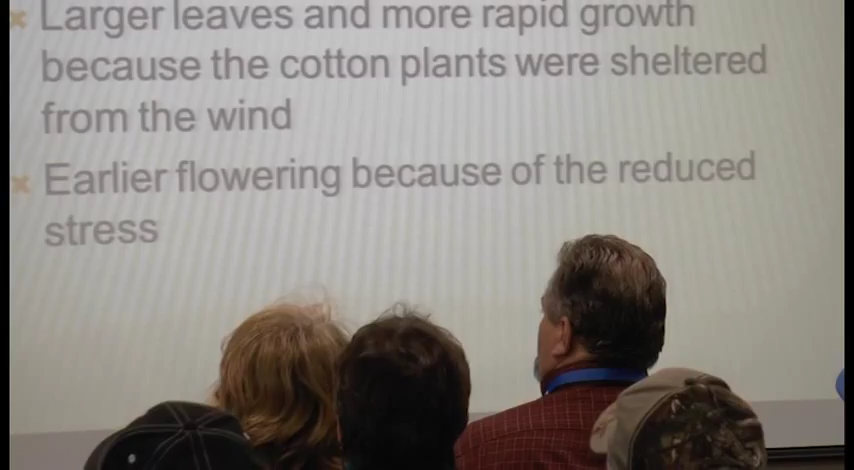 Larger leaves and more rapid growth
because the cotton plants were sheltered
from the wind
Earlier flowering because of the reduced
stress